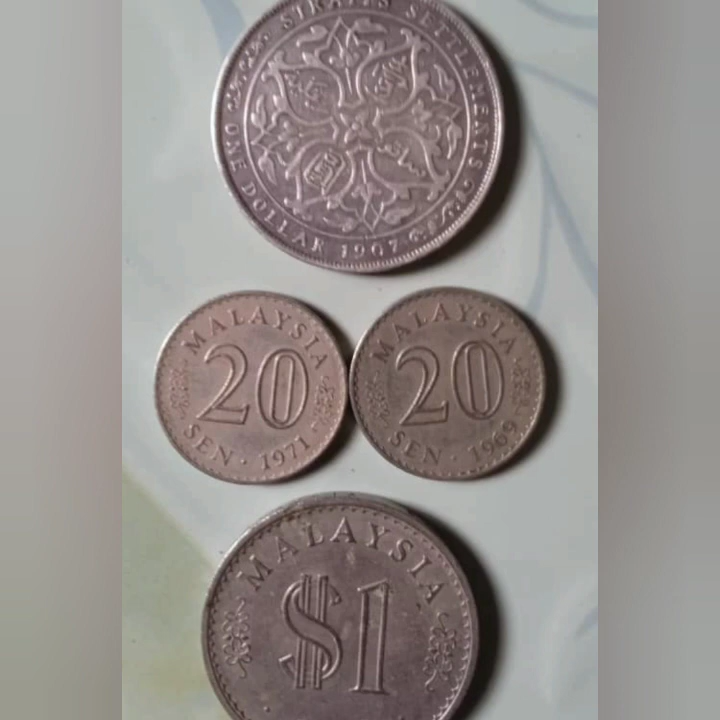 STRAITS SETTLEMENTS
ONE DOLLAR 1907
MALAYSIA
20
SEN · 1971
MALAYSIA
20
SEN · 1969
MALAYSIA
$1